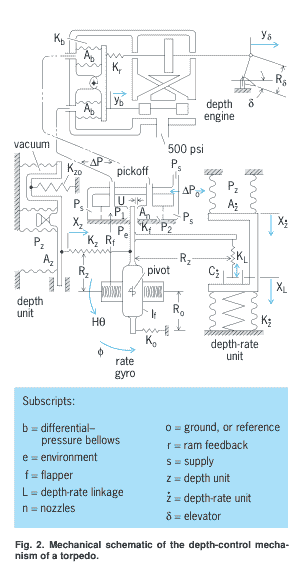 K_b
y_δ
A_b
K_r
R_δ
δ
y_b
A_b
depth
engine
500 psi
vacuum
ΔP
pickoff
K_zo
P_s
ΔP_o
P_z
A_ż
X_ż
U
A_n
P_s
P_1
K_f
P_2
P_s
X_z
P_e
P_z
K_z
R_f
R_z
K_L
A_z
R_z
pivot
C_ż
X_L
depth
unit
Hθ
I_f
R_o
K_ż
φ
K_o
rate
gyro
depth-rate
unit
Subscripts:
b = differential–
pressure bellows
e = environment
f = flapper
L = depth-rate linkage
n = nozzles
o = ground, or reference
r = ram feedback
s = supply
z = depth unit
ż = depth-rate unit
δ = elevator
Fig. 2. Mechanical schematic of the depth-control mecha-
nism of a torpedo.